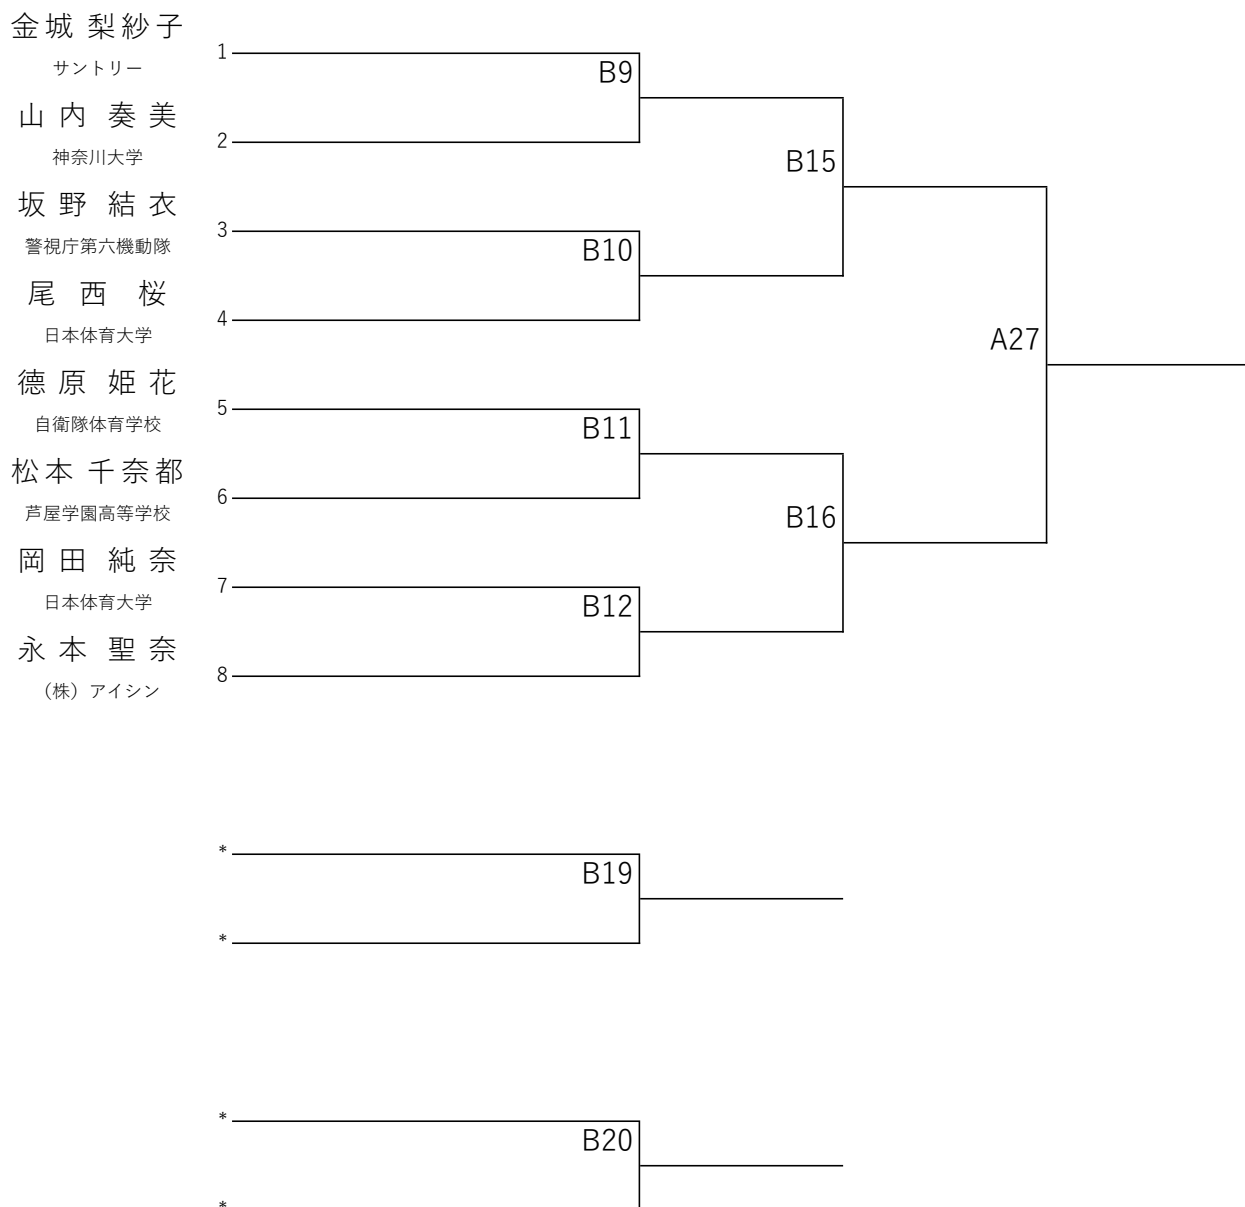 金城 梨紗子
1
サントリー
B9
山内 奏美
2
神奈川大学
B15
坂野 結衣
3
警視庁第六機動隊
B10
尾西 桜
4
日本体育大学
A27
德原 姫花
5
自衛隊体育学校
B11
松本 千奈都
6
芦屋学園高等学校
B16
岡田 純奈
7
日本体育大学
B12
永本 聖奈
8
（株）アイシン
*
B19
*
*
B20
*